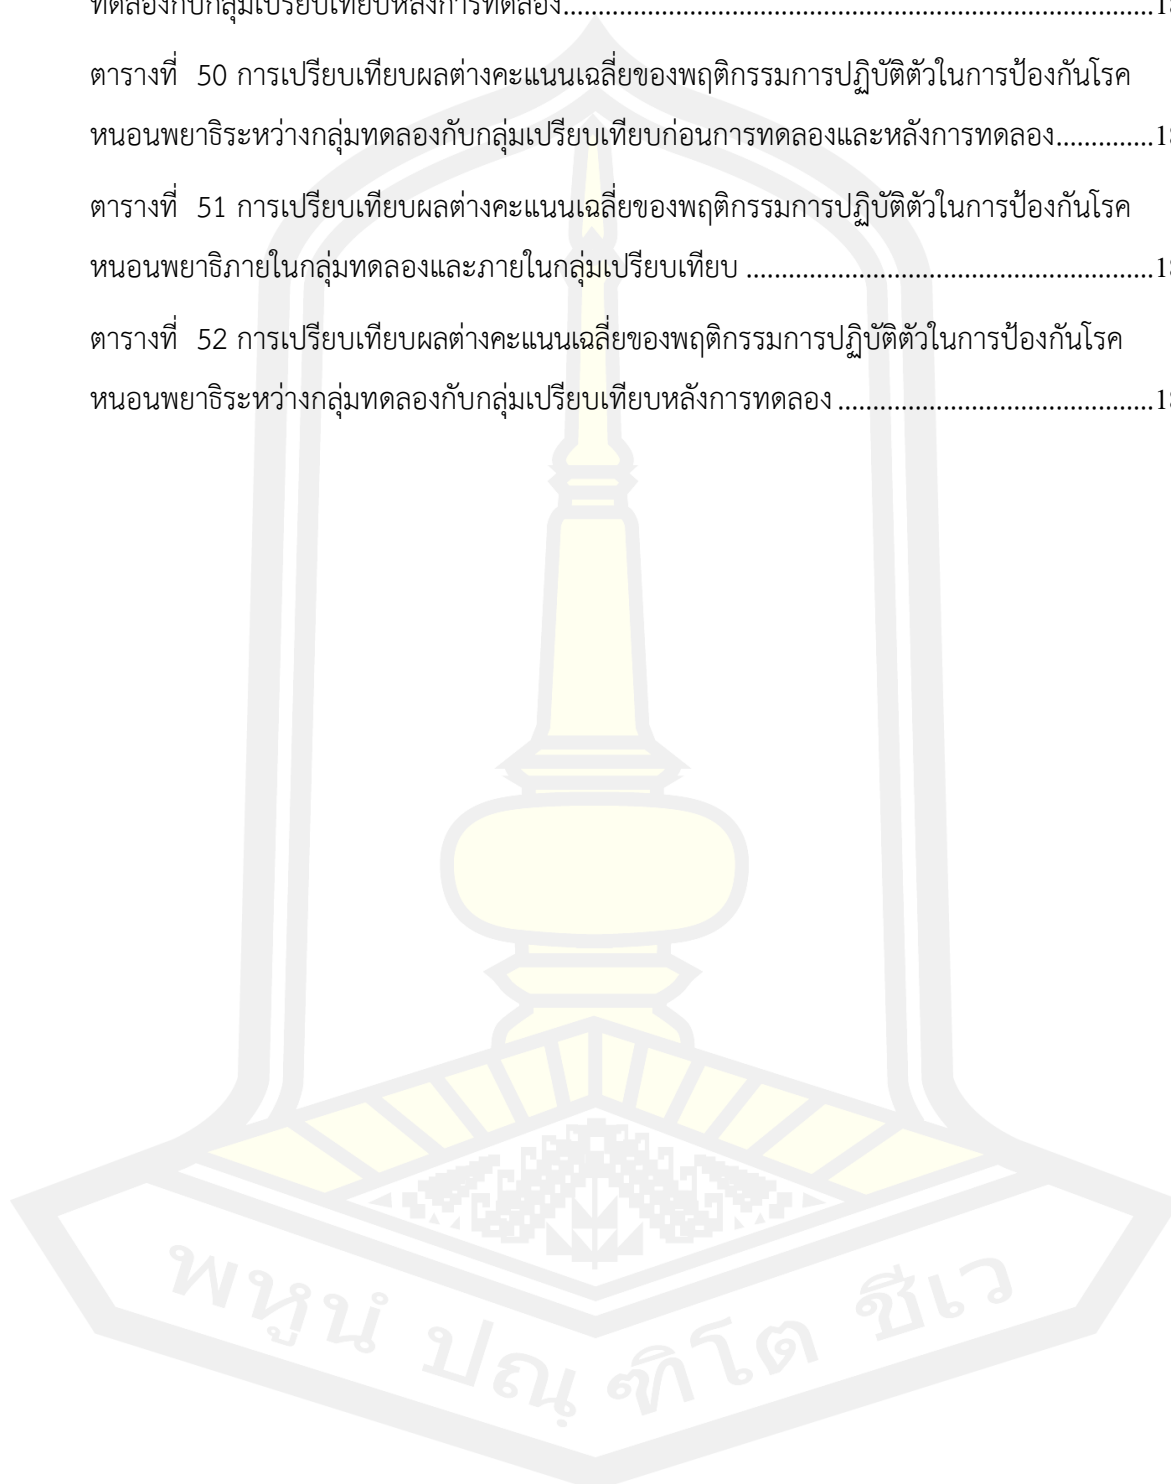 ทดลองกับกลุ่มเปรียบเทียบหลังการทดลอง
ตารางที่ 50 การเปรียบเทียบผลต่างคะแนนเฉลี่ยของพฤติกรรมการปฏิบัติตัวในการป้องกันโรค
หนอนพยาธิระหว่างกลุ่มทดลองกับกลุ่มเปรียบเทียบก่อนการทดลองและหลังการทดลอง
ตารางที่ 51 การเปรียบเทียบผลต่างคะแนนเฉลี่ยของพฤติกรรมการปฏิบัติตัวในการป้องกันโรค
หนอนพยาธิภายในกลุ่มทดลองและภายในกลุ่มเปรียบเทียบ
ตารางที่ 52 การเปรียบเทียบผลต่างคะแนนเฉลี่ยของพฤติกรรมการปฏิบัติตัวในการป้องกันโรค
หนอนพยาธิระหว่างกลุ่มทดลองกับกลุ่มเปรียบเทียบหลังการทดลอง
พหูนํ ปณฺฑิโต ชีเว